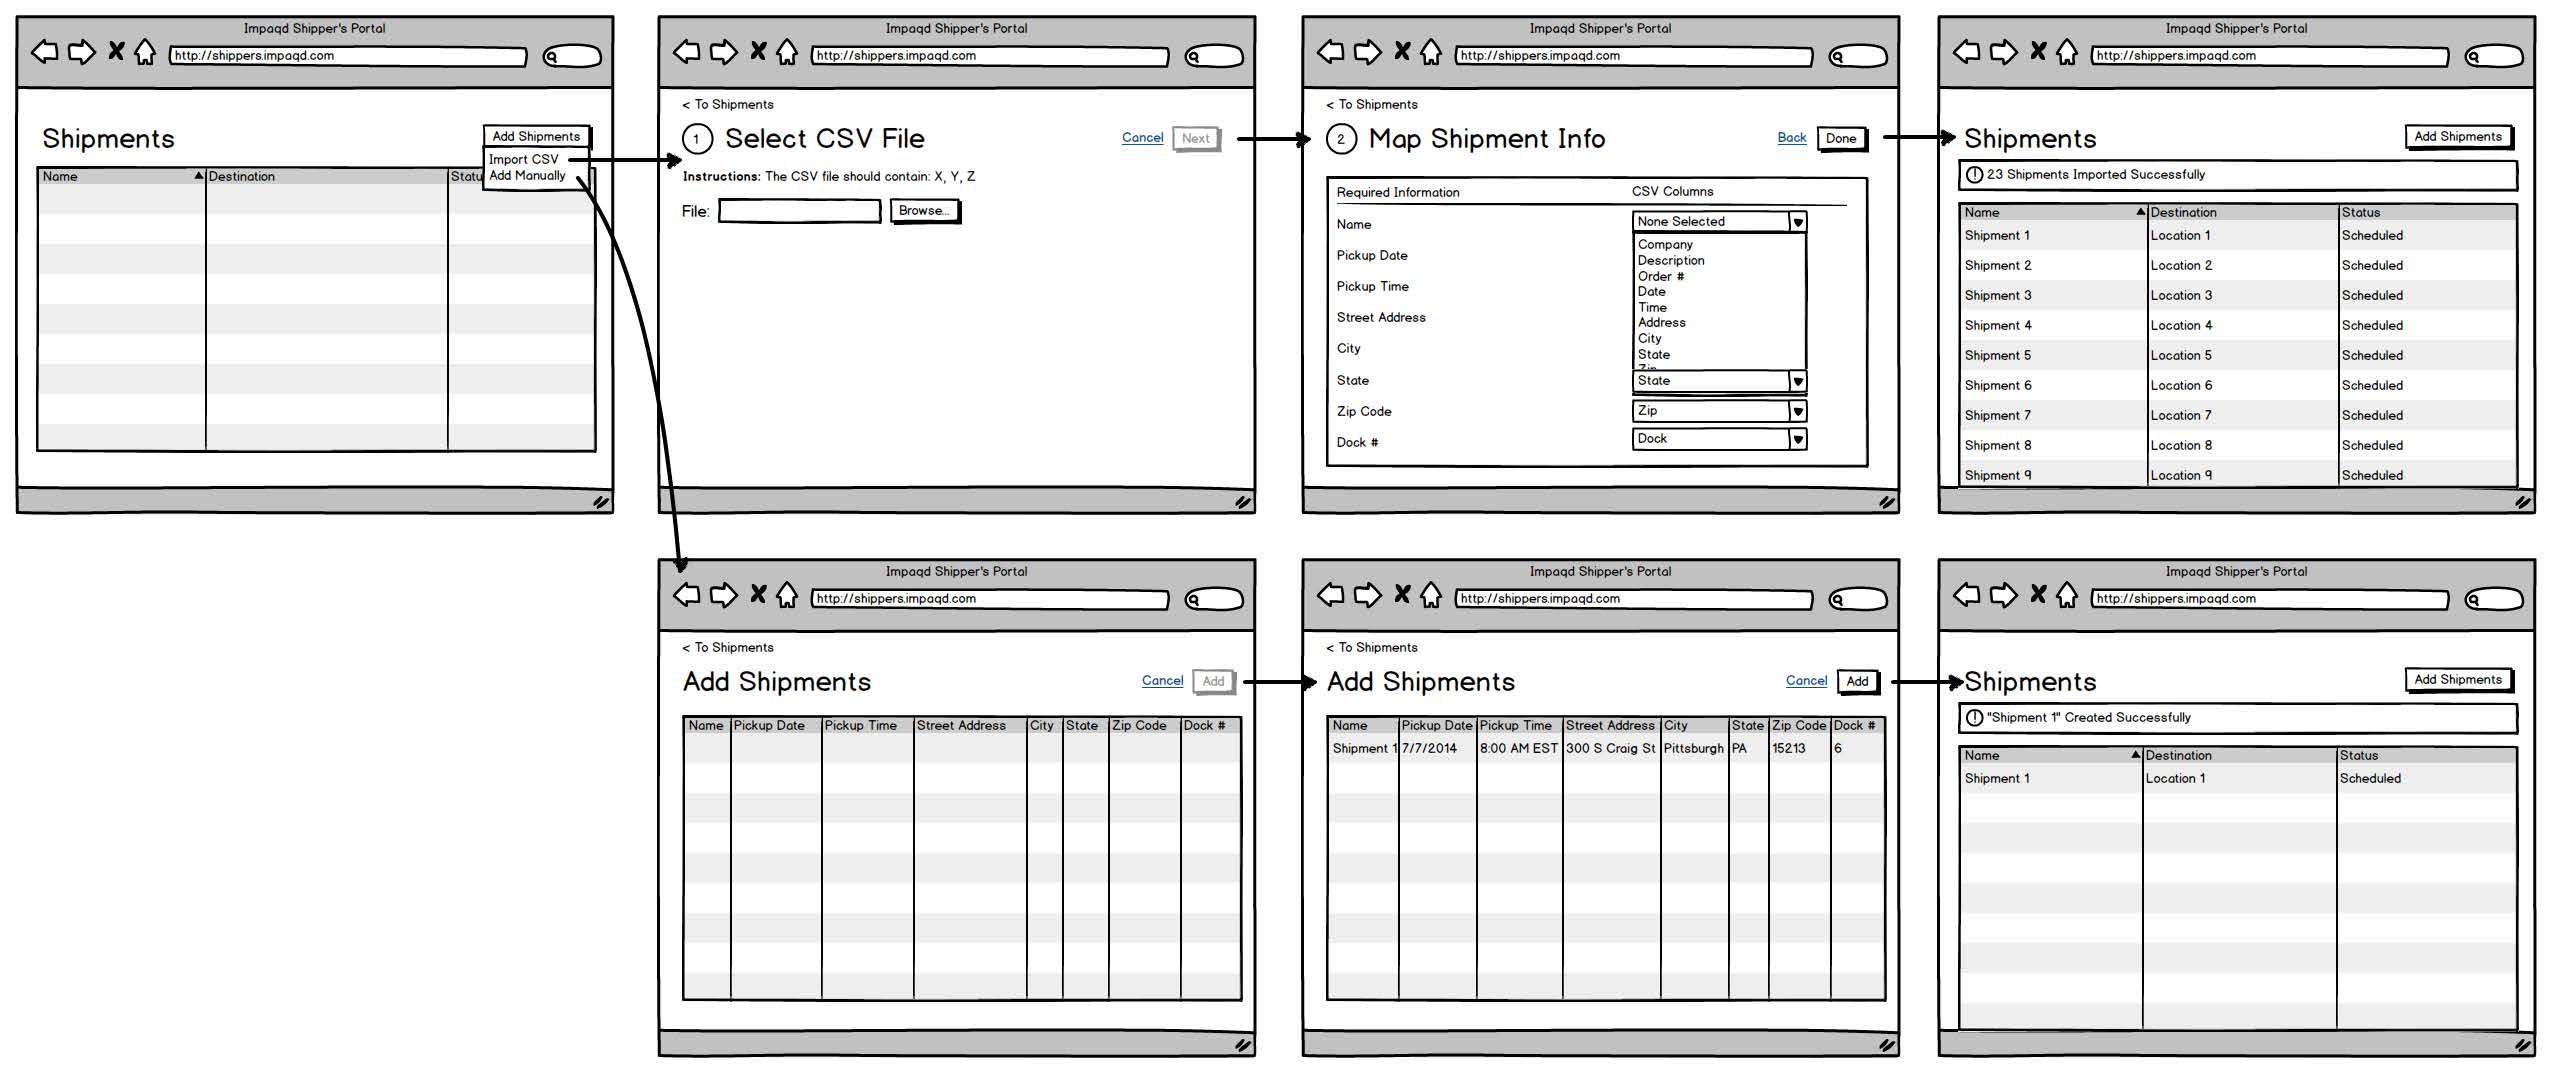 Impaqd Shipper's Portal
http://shippers.impaqd.com
Shipments
Add Shipments
Import CSV
Add Manually
Name Destination Statu
Impaqd Shipper's Portal
http://shippers.impaqd.com
< To Shipments
1 Select CSV File Cancel Next
Instructions: The CSV file should contain: X, Y, Z
File: Browse...
Impaqd Shipper's Portal
http://shippers.impaqd.com
< To Shipments
2 Map Shipment Info Back Done
Required Information CSV Columns
Name None Selected
Company
Pickup Date Description
Order #
Pickup Time Date
Time
Street Address Address
City City
State
Zip
State State
Zip Code Zip
Dock # Dock
Impaqd Shipper's Portal
http://shippers.impaqd.com
Shipments Add Shipments
23 Shipments Imported Successfully
Name Destination Status
Shipment 1 Location 1 Scheduled
Shipment 2 Location 2 Scheduled
Shipment 3 Location 3 Scheduled
Shipment 4 Location 4 Scheduled
Shipment 5 Location 5 Scheduled
Shipment 6 Location 6 Scheduled
Shipment 7 Location 7 Scheduled
Shipment 8 Location 8 Scheduled
Shipment 9 Location 9 Scheduled
Impaqd Shipper's Portal
http://shippers.impaqd.com
< To Shipments
Add Shipments Cancel Add
Name Pickup Date Pickup Time Street Address City State Zip Code Dock #
Impaqd Shipper's Portal
http://shippers.impaqd.com
< To Shipments
Add Shipments Cancel Add
Name Pickup Date Pickup Time Street Address City State Zip Code Dock #
Shipment 1 7/7/2014 8:00 AM EST 300 S Craig St Pittsburgh PA 15213 6
Impaqd Shipper's Portal
http://shippers.impaqd.com
Shipments Add Shipments
"Shipment 1" Created Successfully
Name Destination Status
Shipment 1 Location 1 Scheduled